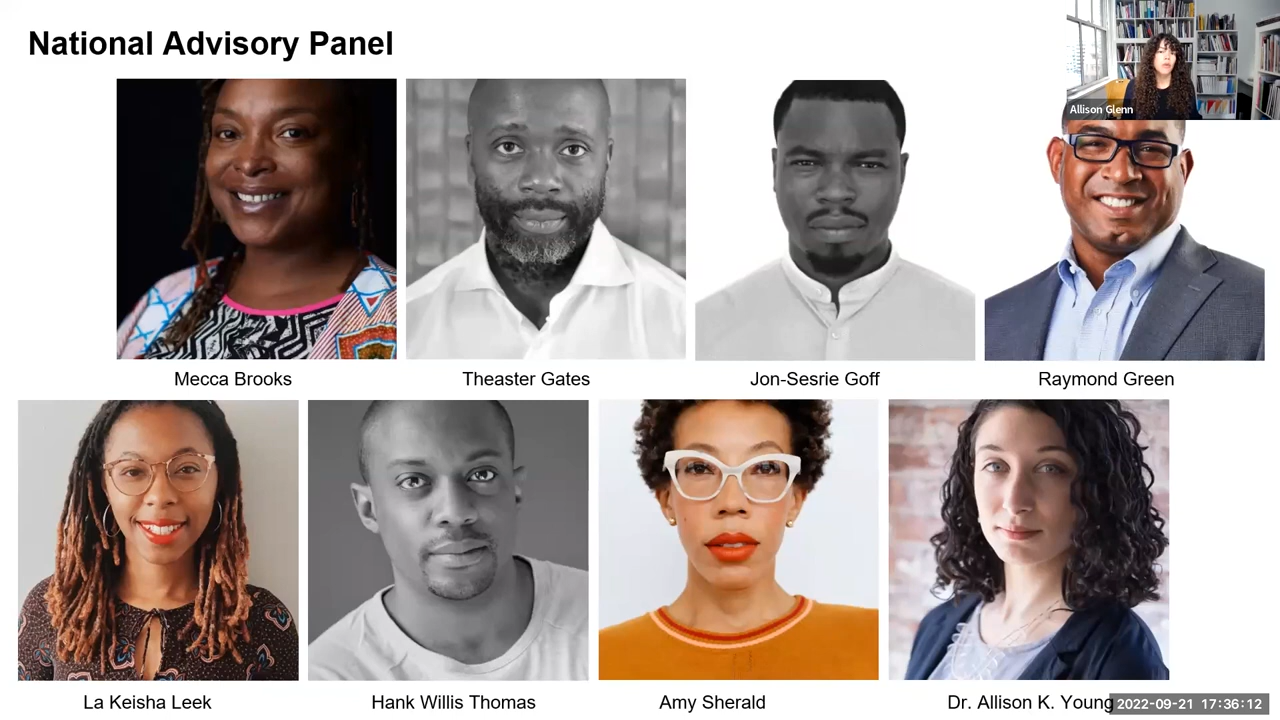 National Advisory Panel
Allison Glenn
Mecca Brooks
Theaster Gates
Jon-Sesrie Goff
Raymond Green
La Keisha Leek
Hank Willis Thomas
Amy Sherald
Dr. Allison K. Young
2022-09-21 17:36:12